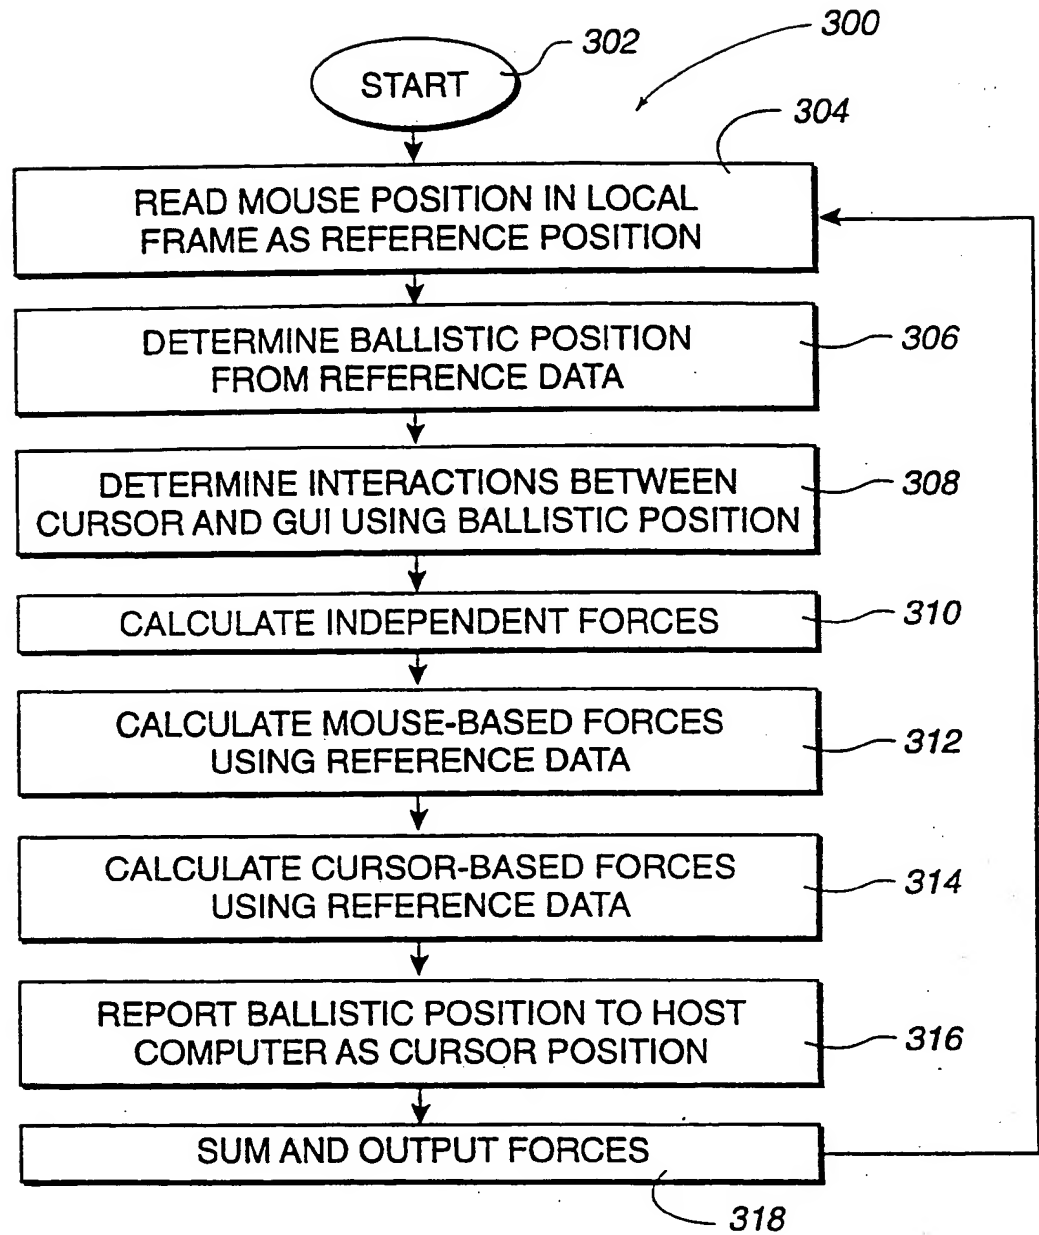 300
302
START
304
READ MOUSE POSITION IN LOCAL
FRAME AS REFERENCE POSITION
DETERMINE BALLISTIC POSITION
FROM REFERENCE DATA
306
DETERMINE INTERACTIONS BETWEEN
CURSOR AND GUI USING BALLISTIC POSITION
308
CALCULATE INDEPENDENT FORCES
310
CALCULATE MOUSE-BASED FORCES
USING REFERENCE DATA
312
CALCULATE CURSOR-BASED FORCES
USING REFERENCE DATA
314
REPORT BALLISTIC POSITION TO HOST
COMPUTER AS CURSOR POSITION
316
SUM AND OUTPUT FORCES
318